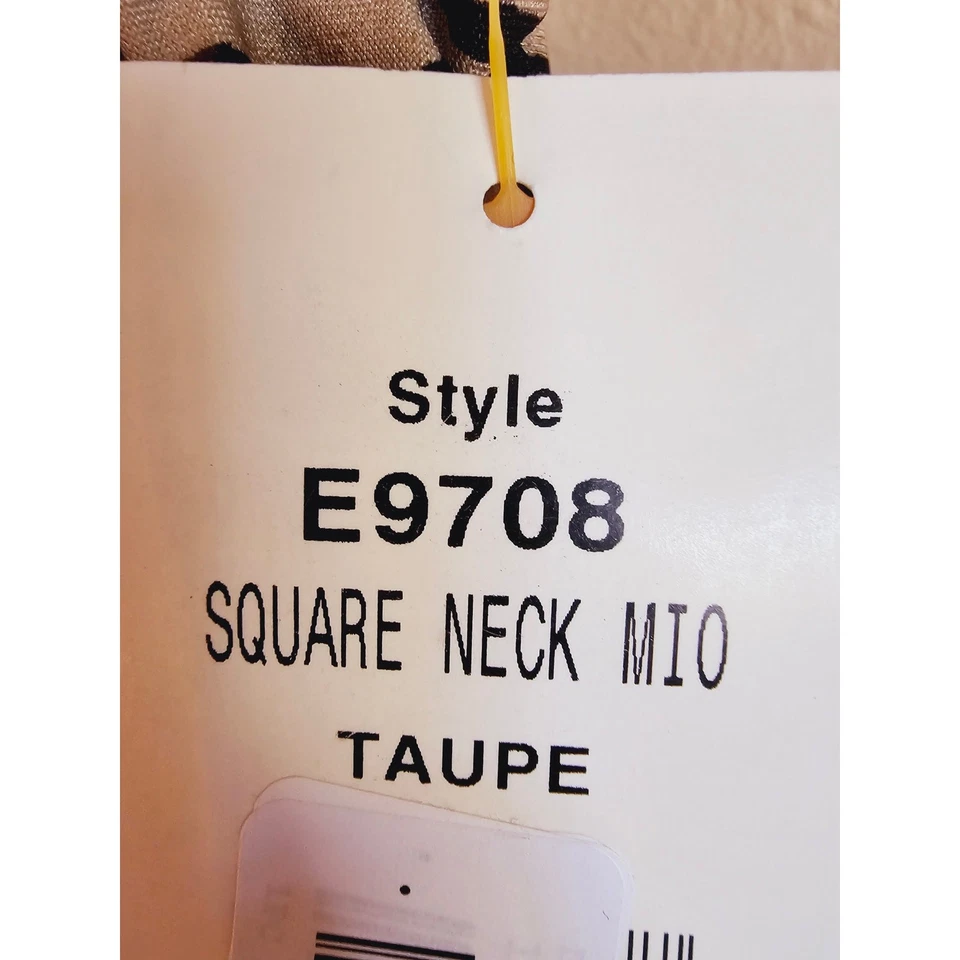 Style
E9708
SQUARE NECK MIO
TAUPE